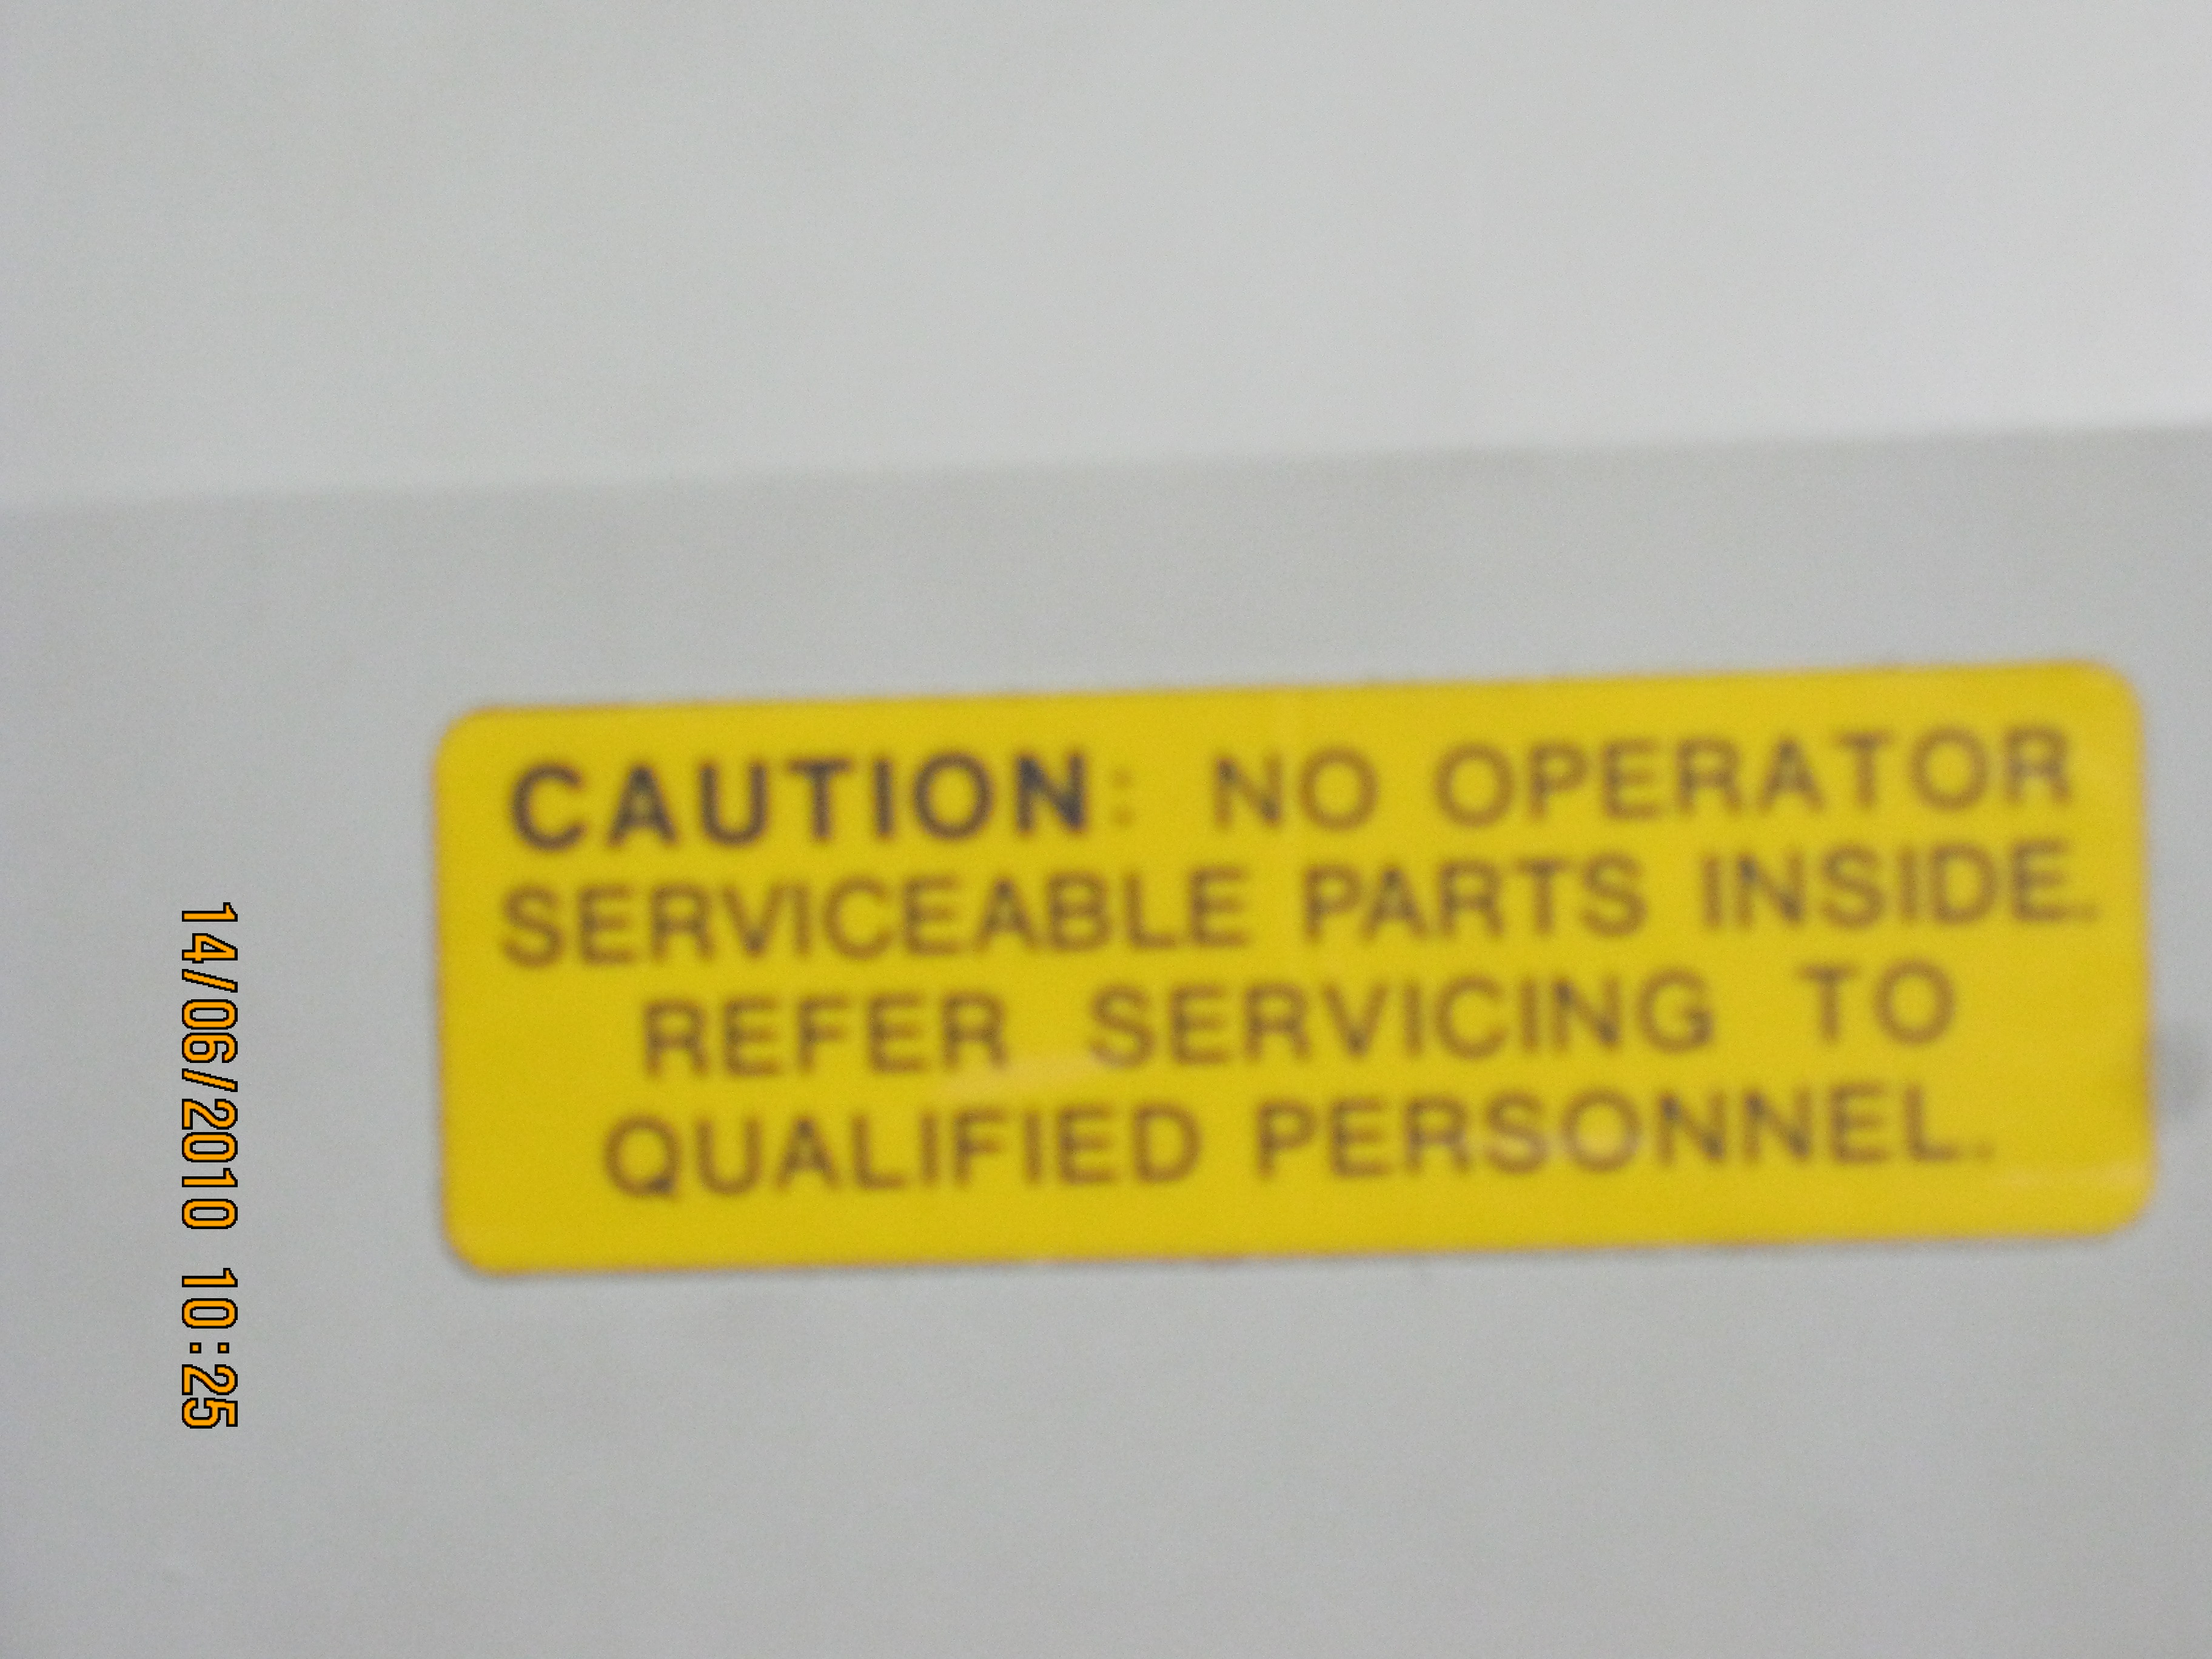 CAUTION: NO OPERATOR
SERVICEABLE PARTS INSIDE.
REFER SERVICING TO
QUALIFIED PERSONNEL.
14/06/2010 10:25